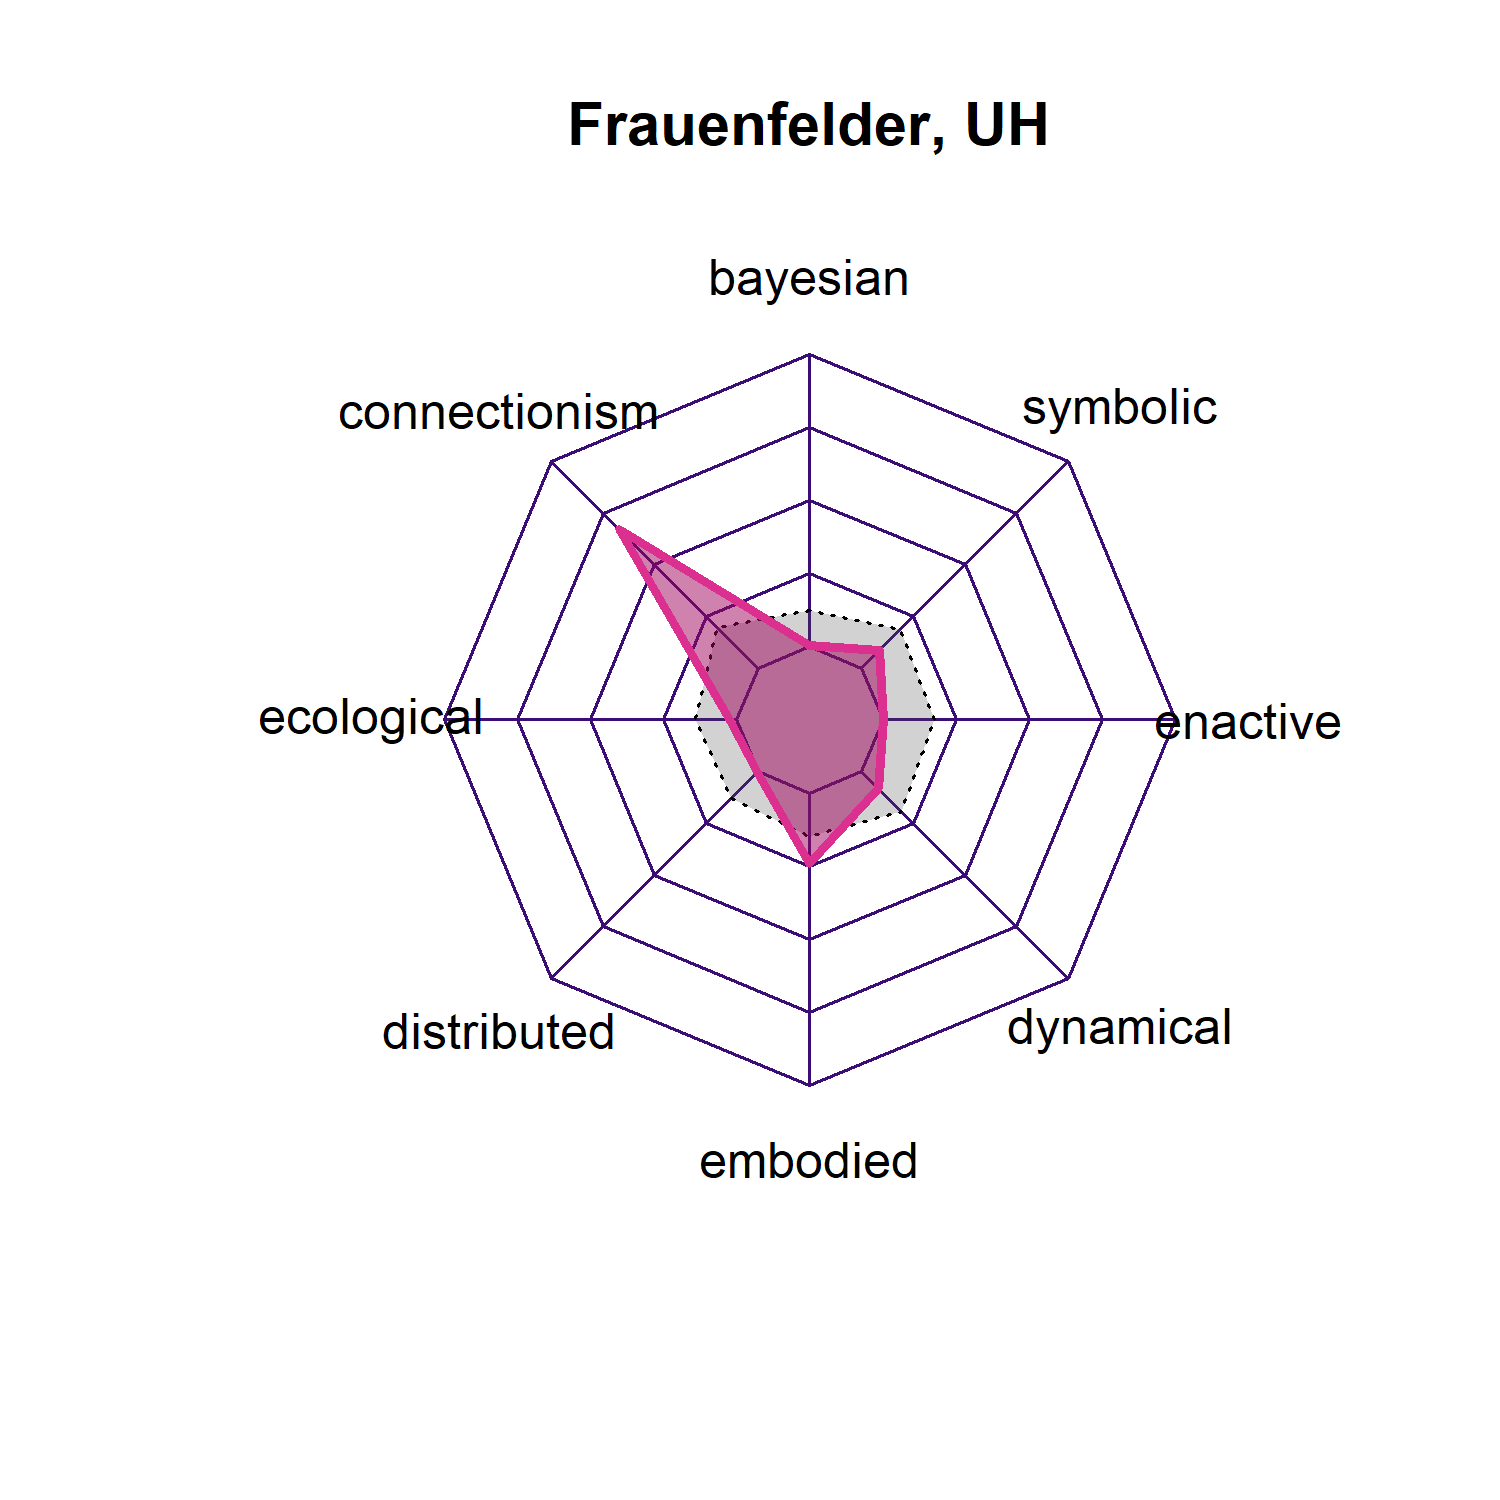 Frauenfelder, UH
bayesian
connectionism
symbolic
ecological
enactive
distributed
dynamical
embodied